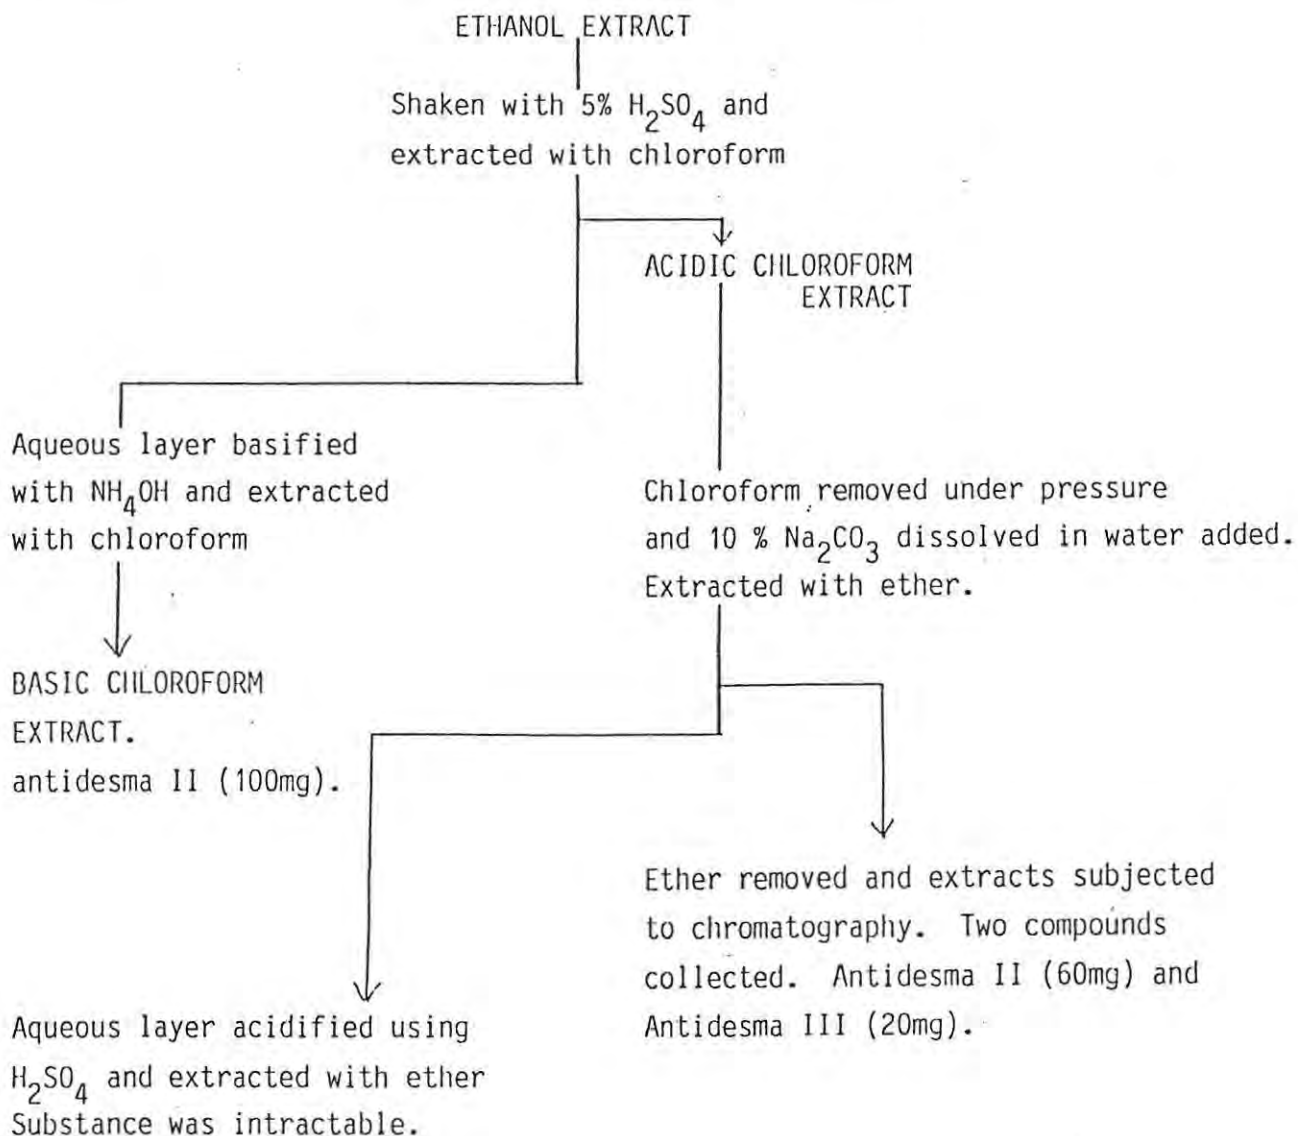 ETHANOL EXTRACT
Shaken with 5% H₂SO₄ and
extracted with chloroform
ACIDIC CHLOROFORM
EXTRACT
Aqueous layer basified
with NH₄OH and extracted
with chloroform
BASIC CHLOROFORM
EXTRACT.
antidesma II (100mg).
Chloroform removed under pressure
and 10 % Na₂CO₃ dissolved in water added.
Extracted with ether.
Aqueous layer acidified using
H₂SO₄ and extracted with ether
Substance was intractable.
Ether removed and extracts subjected
to chromatography. Two compounds
collected. Antidesma II (60mg) and
Antidesma III (20mg).